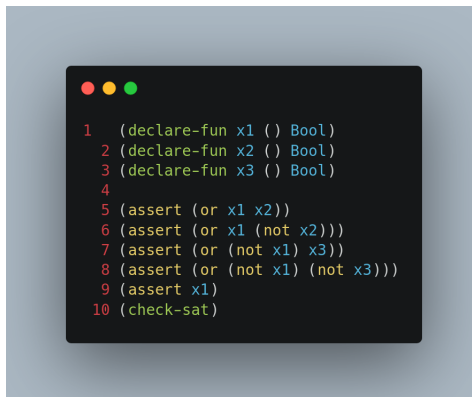 1 (declare-fun x1 () Bool)
2 (declare-fun x2 () Bool)
3 (declare-fun x3 () Bool)
4
5 (assert (or x1 x2))
6 (assert (or x1 (not x2)))
7 (assert (or (not x1) x3))
8 (assert (or (not x1) (not x3)))
9 (assert x1)
10 (check-sat)